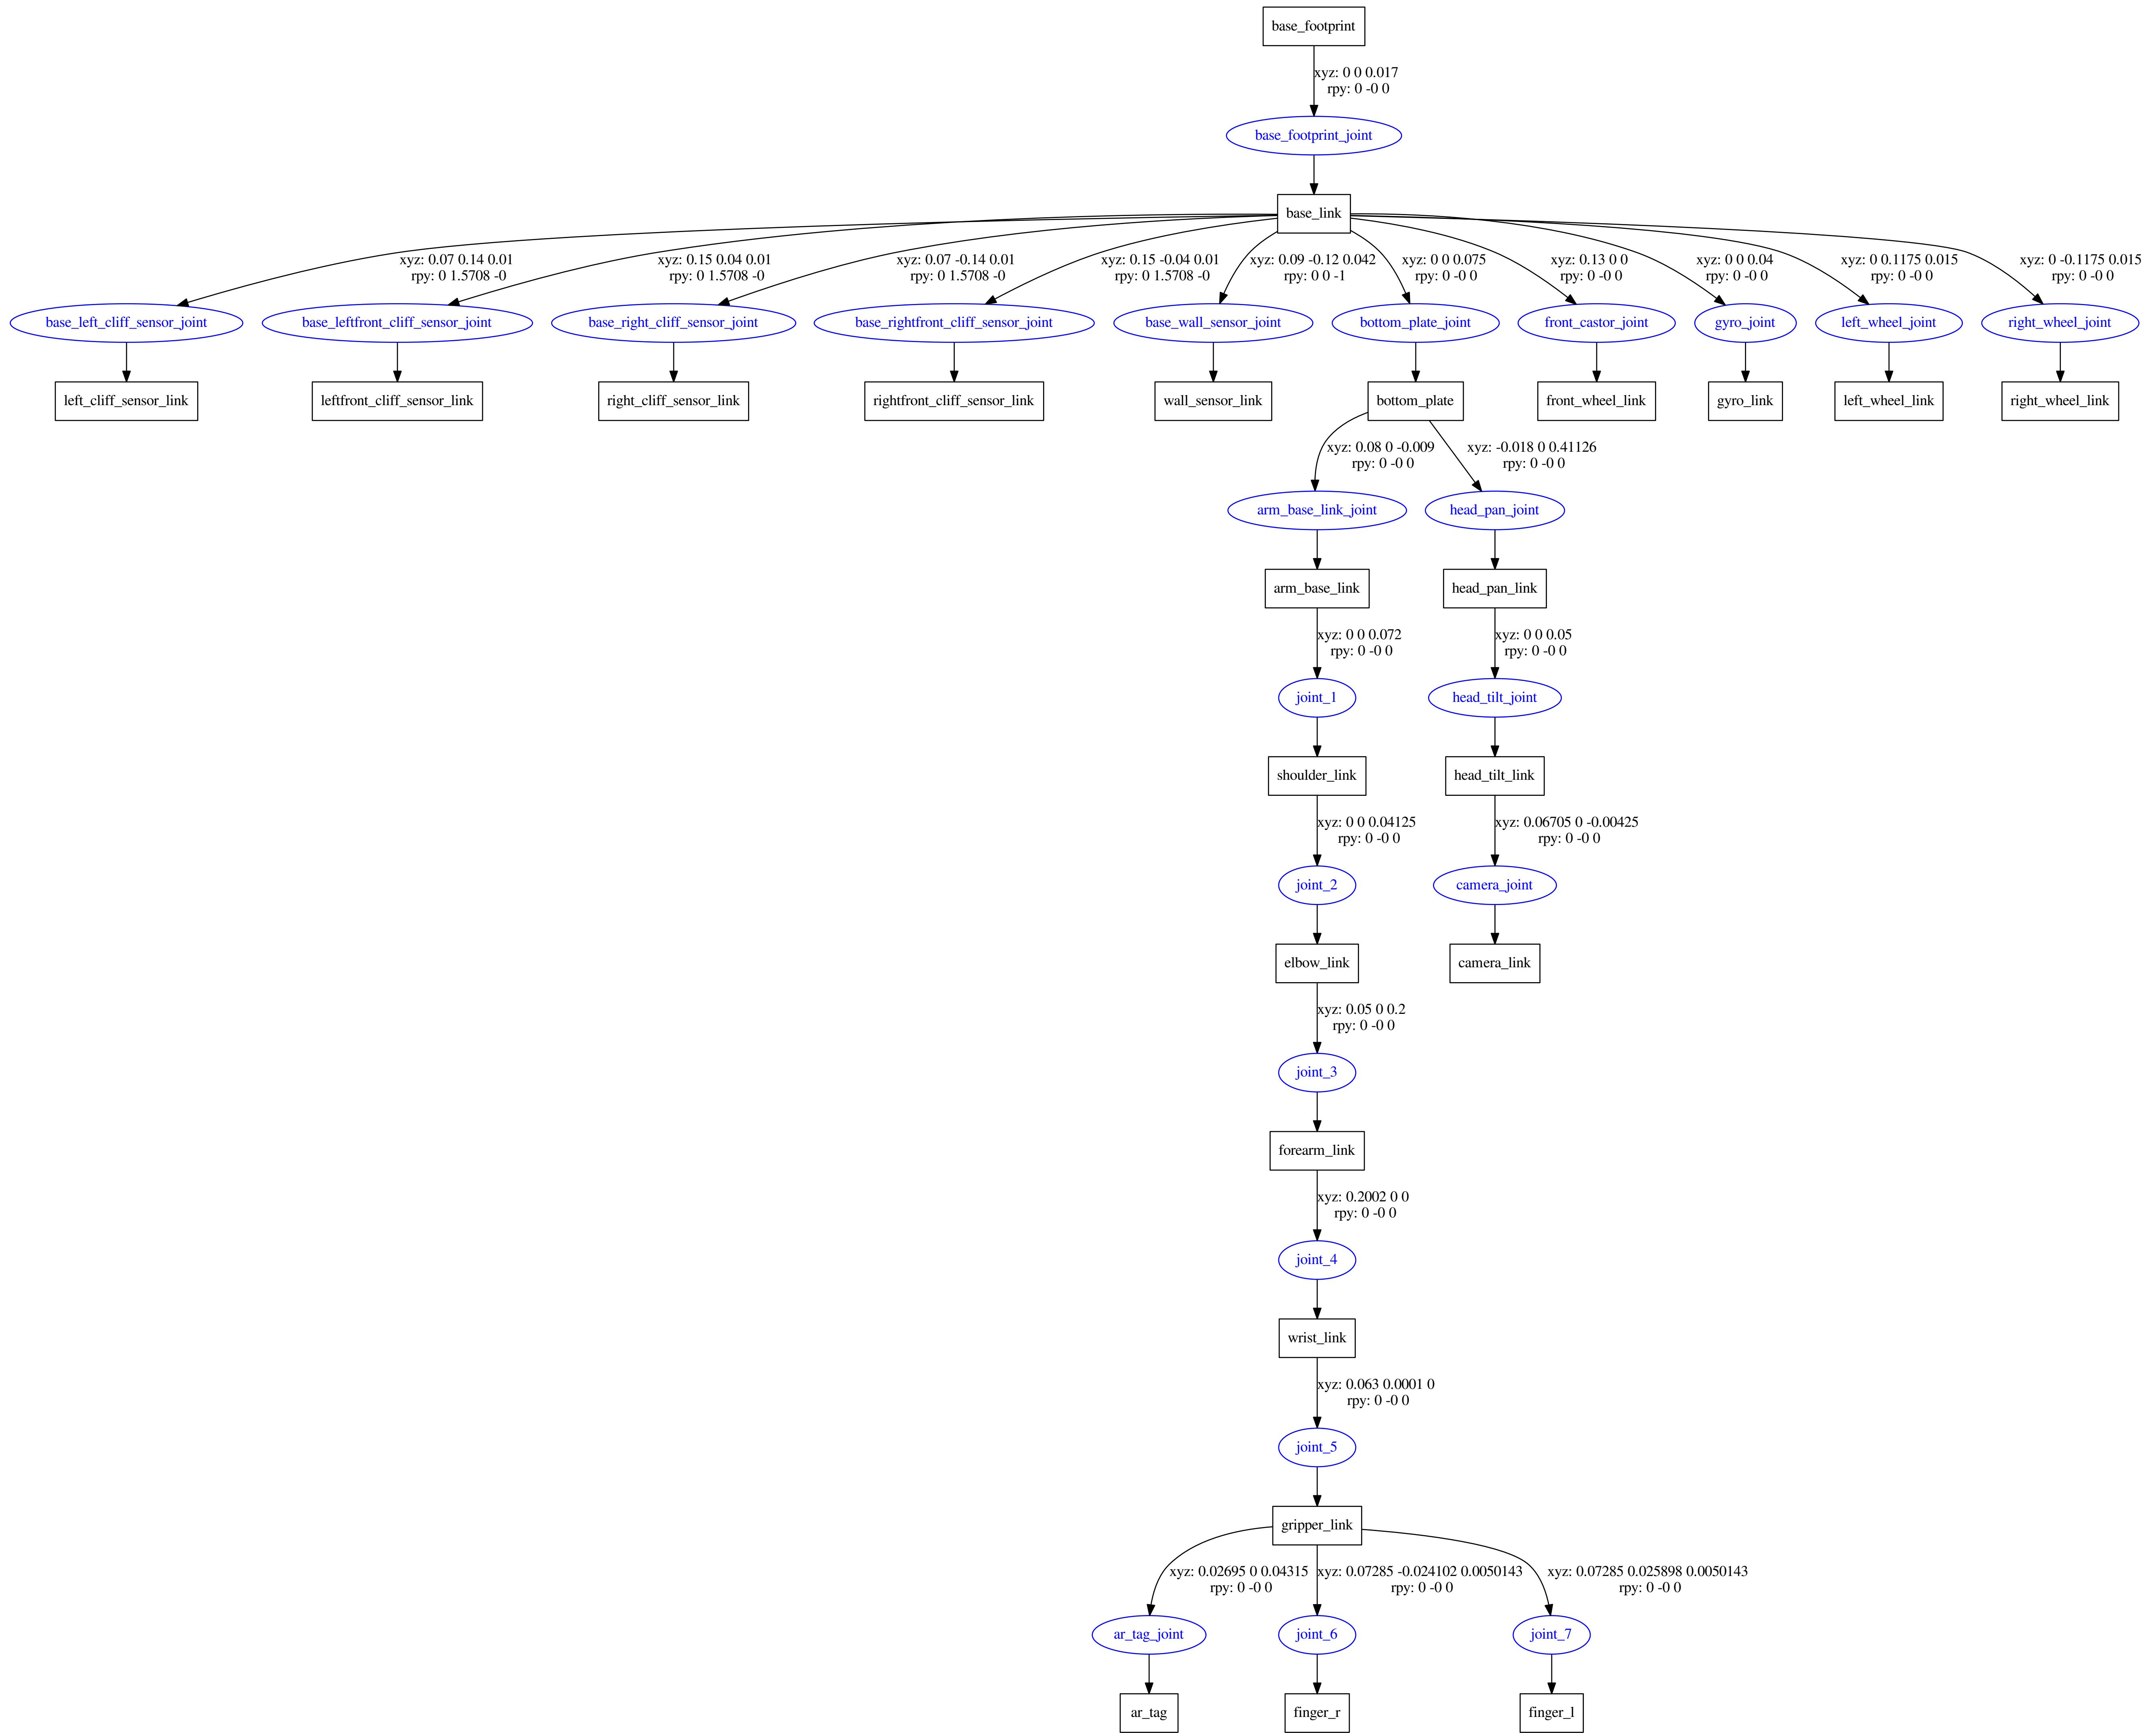 base_footprint
xyz: 0 0 0.017
rpy: 0 -0 0
base_footprint_joint
base_link
xyz: 0.07 0.14 0.01
rpy: 0 1.5708 -0
xyz: 0.15 0.04 0.01
rpy: 0 1.5708 -0
xyz: 0.07 -0.14 0.01
rpy: 0 1.5708 -0
xyz: 0.15 -0.04 0.01
rpy: 0 1.5708 -0
xyz: 0.09 -0.12 0.042
rpy: 0 0 -1
xyz: 0 0 0.075
rpy: 0 -0 0
xyz: 0.13 0 0
rpy: 0 -0 0
xyz: 0 0 0.04
rpy: 0 -0 0
xyz: 0 0.1175 0.015
rpy: 0 -0 0
xyz: 0 -0.1175 0.015
rpy: 0 -0 0
base_left_cliff_sensor_joint
base_leftfront_cliff_sensor_joint
base_right_cliff_sensor_joint
base_rightfront_cliff_sensor_joint
base_wall_sensor_joint
bottom_plate_joint
front_castor_joint
gyro_joint
left_wheel_joint
right_wheel_joint
left_cliff_sensor_link
leftfront_cliff_sensor_link
right_cliff_sensor_link
rightfront_cliff_sensor_link
wall_sensor_link
bottom_plate
front_wheel_link
gyro_link
left_wheel_link
right_wheel_link
xyz: 0.08 0 -0.009
rpy: 0 -0 0
xyz: -0.018 0 0.41126
rpy: 0 -0 0
arm_base_link_joint
head_pan_joint
arm_base_link
head_pan_link
xyz: 0 0 0.072
rpy: 0 -0 0
xyz: 0 0 0.05
rpy: 0 -0 0
joint_1
head_tilt_joint
shoulder_link
head_tilt_link
xyz: 0 0 0.04125
rpy: 0 -0 0
xyz: 0.06705 0 -0.00425
rpy: 0 -0 0
joint_2
camera_joint
elbow_link
camera_link
xyz: 0.05 0 0.2
rpy: 0 -0 0
joint_3
forearm_link
xyz: 0.2002 0 0
rpy: 0 -0 0
joint_4
wrist_link
xyz: 0.063 0.0001 0
rpy: 0 -0 0
joint_5
gripper_link
xyz: 0.02695 0 0.04315
rpy: 0 -0 0
xyz: 0.07285 -0.024102 0.0050143
rpy: 0 -0 0
xyz: 0.07285 0.025898 0.0050143
rpy: 0 -0 0
ar_tag_joint
joint_6
joint_7
ar_tag
finger_r
finger_l